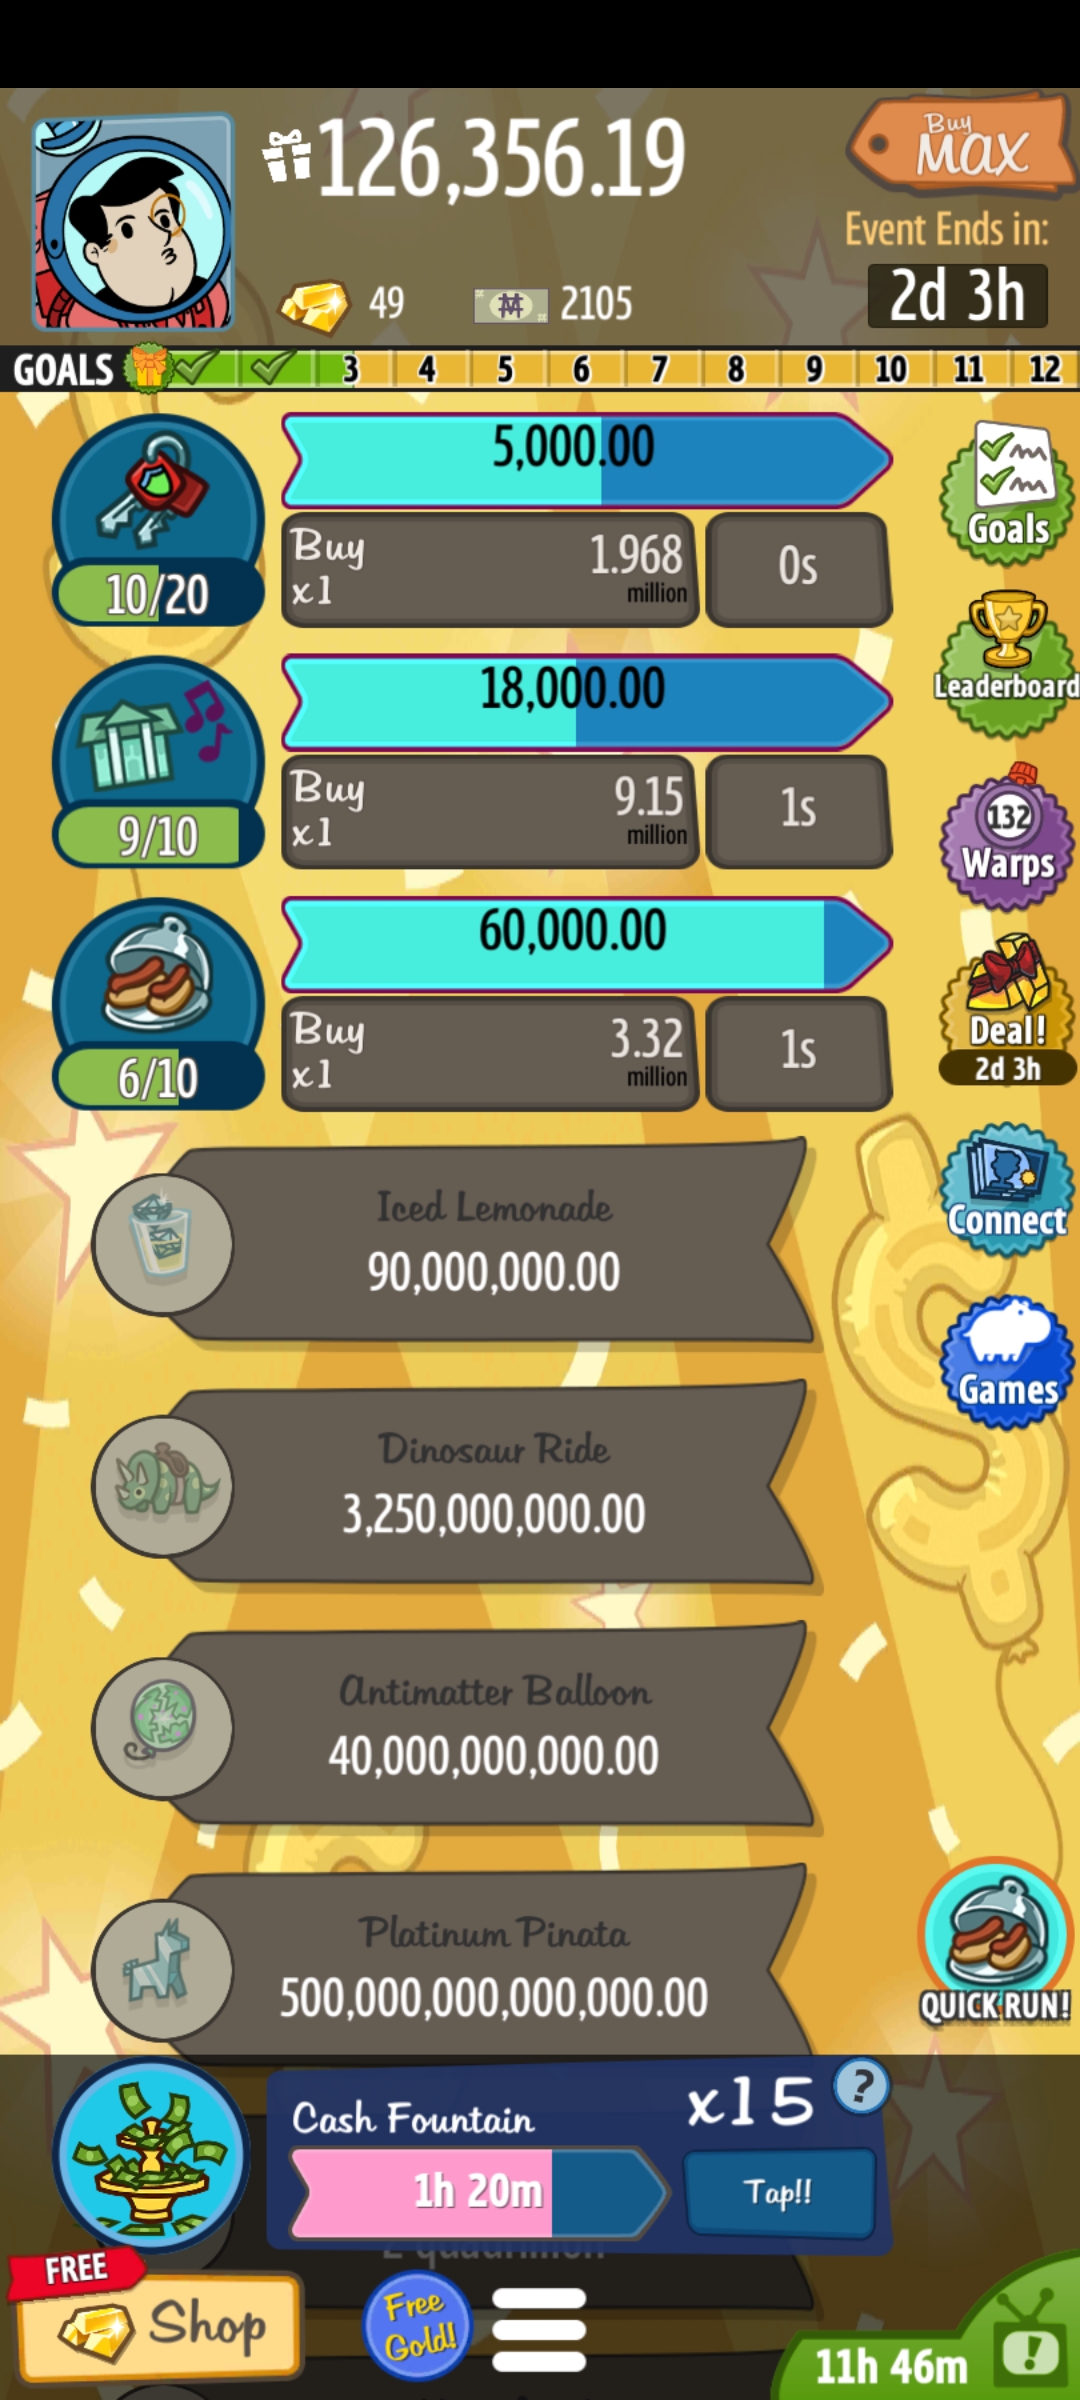 126,356.19
Buy
MAX
Event Ends in:
2d 3h
49
2105
GOALS 3 4 5 6 7 8 9 10 11 12
5,000.00
Buy
x1
1.968
million
0s
10/20
Goals
Leaderboard
18,000.00
Buy
x1
9.15
million
1s
9/10
132
Warps
60,000.00
Buy
x1
3.32
million
1s
6/10
Deal!
2d 3h
Connect
Games
Iced Lemonade
90,000,000.00
Dinosaur Ride
3,250,000,000.00
Antimatter Balloon
40,000,000,000.00
Platinum Pinata
500,000,000,000,000.00
QUICK RUN!
Cash Fountain
x15
?
1h 20m
Tap!!
FREE
Shop
Free
Gold!
11h 46m